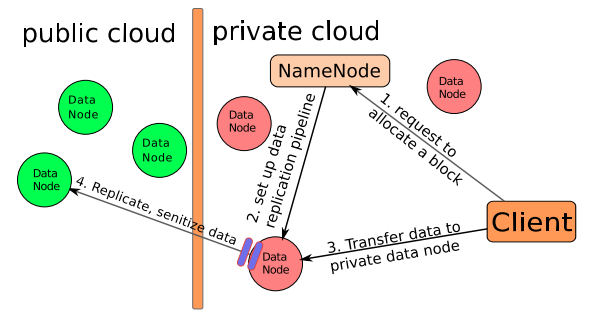 public cloud
private cloud
NameNode
Data
Node
Data
Node
Data
Node
Data
Node
Data
Node
1. request to
allocate a block
2. set up data
replication pipeline
4. Replicate, senitize data
Client
3. Transfer data to
private data node
Data
Node